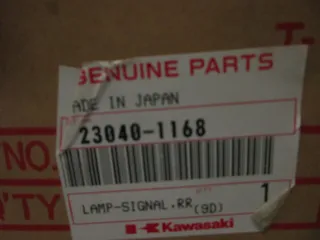 T-
GENUINE PARTS
ADE IN JAPAN
23040-1168
NO.
Q'TY
LAMP-SIGNAL.RR 1
(9D)
Kawasaki